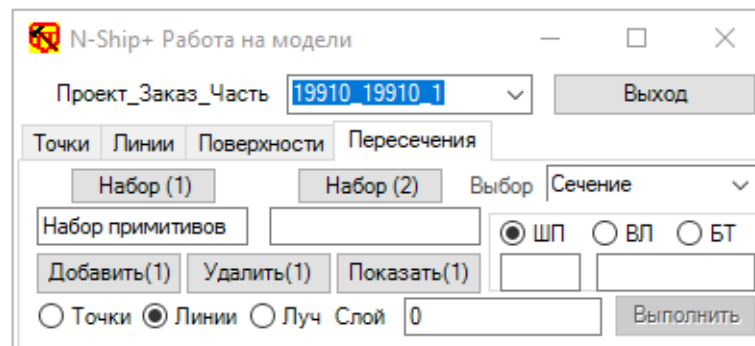 N-Ship+ Работа на модели
Проект_Заказ_Часть 19910_19910_1 Выход
Точки Линии Поверхности Пересечения
Набор (1) Набор (2) Выбор Сечение
Набор примитивов ШП ВЛ БТ
Добавить(1) Удалить(1) Показать(1)
Точки Линии Луч Слой 0 Выполнить